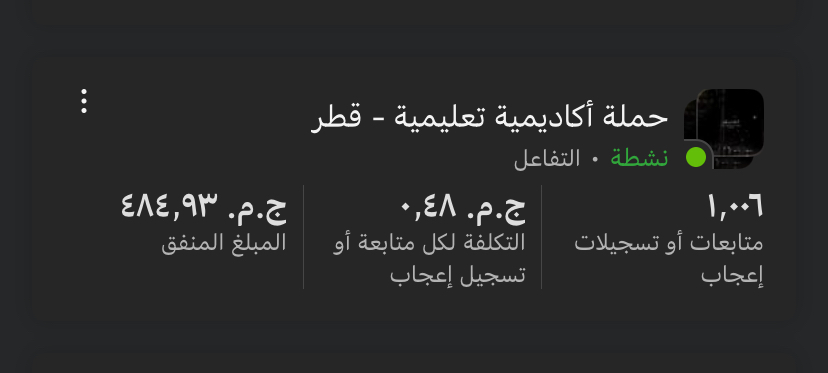 حملة أكاديمية تعليمية - قطر
نشطة • التفاعل
١,٠٠٦
متابعات أو تسجيلات
إعجاب
ج.م. ٠,٤٨
التكلفة لكل متابعة أو
تسجيل إعجاب
ج.م. ٤٨٤,٩٣
المبلغ المنفق